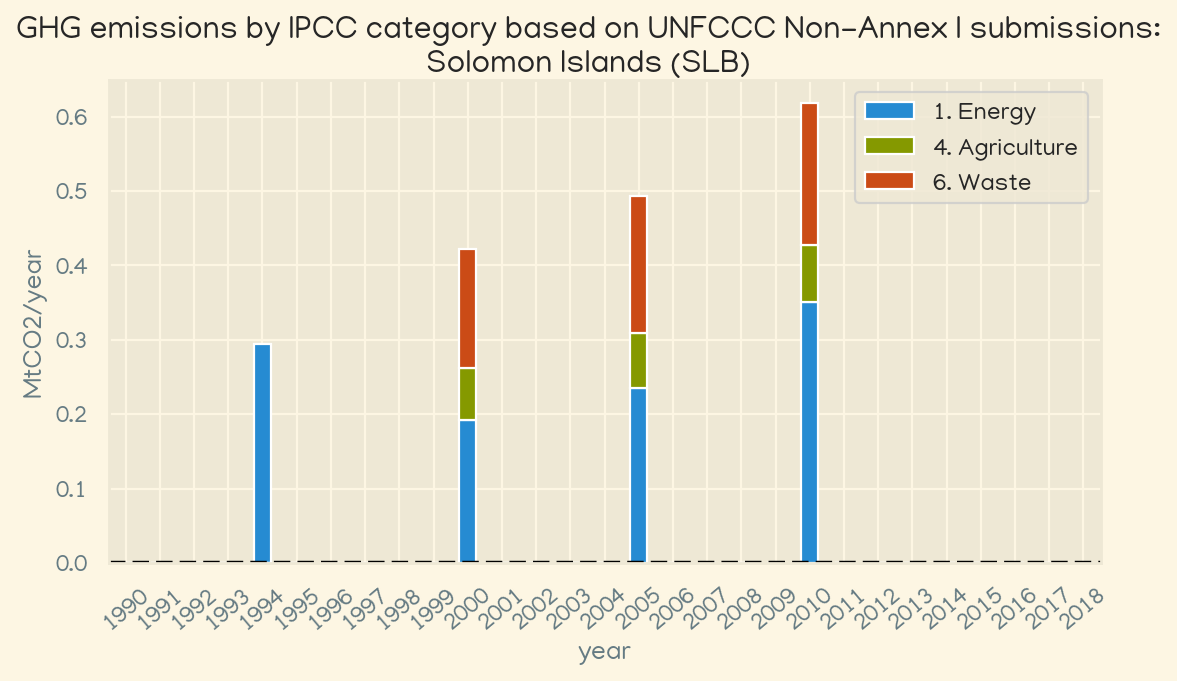 GHG emissions by IPCC category based on UNFCCC Non-Annex I submissions:
Solomon Islands (SLB)
1. Energy
4. Agriculture
6. Waste
MtCO2/year
0.6
0.5
0.4
0.3
0.2
0.1
0.0
1990 1991 1992 1993 1994 1995 1996 1997 1998 1999 2000 2001 2002 2003 2004 2005 2006 2007 2008 2009 2010 2011 2012 2013 2014 2015 2016 2017 2018
year